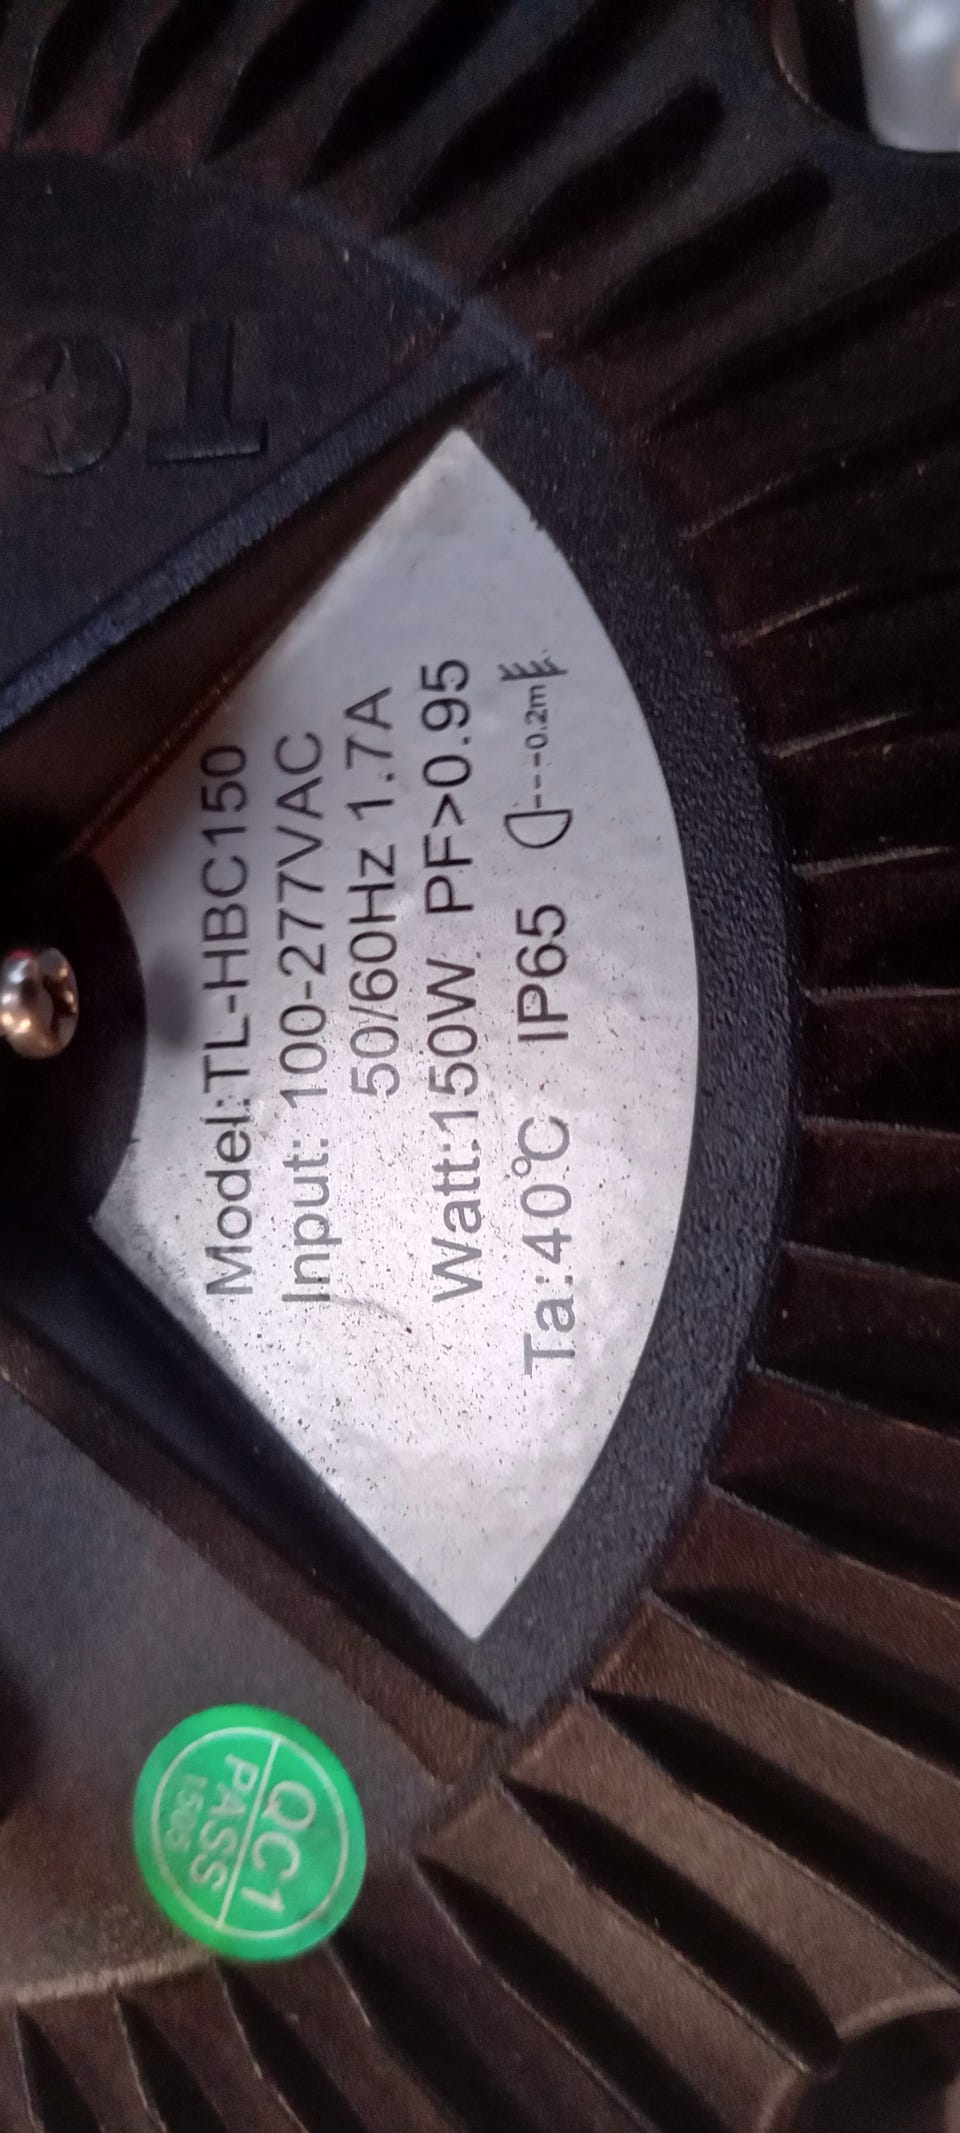 Model:TL-HBC150
Input: 100-277VAC
50/60Hz 1.7A
Watt:150W PF>0.95
Ta:40℃ IP65 ---0.2m
QC1
PASS
1505